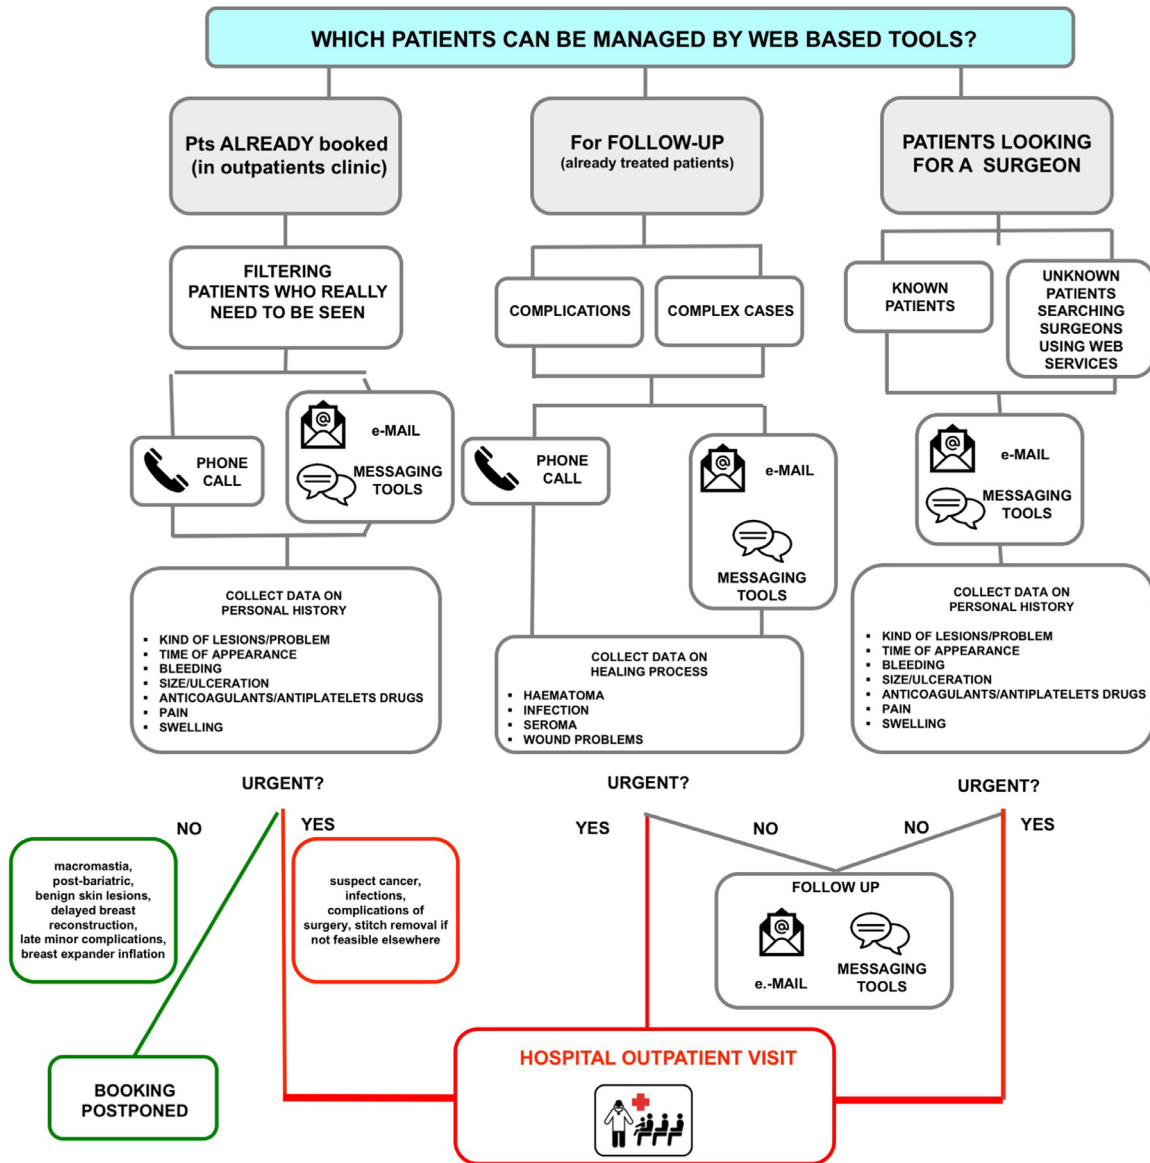 WHICH PATIENTS CAN BE MANAGED BY WEB BASED TOOLS?
Pts ALREADY booked
(in outpatients clinic)
For FOLLOW-UP
(already treated patients)
PATIENTS LOOKING
FOR A SURGEON
FILTERING
PATIENTS WHO REALLY
NEED TO BE SEEN
COMPLICATIONS
COMPLEX CASES
KNOWN
PATIENTS
UNKNOWN
PATIENTS
SEARCHING
SURGEONS
USING WEB
SERVICES
PHONE
CALL
@
e-MAIL
MESSAGING
TOOLS
PHONE
CALL
@
e-MAIL
MESSAGING
TOOLS
@
e-MAIL
MESSAGING
TOOLS
COLLECT DATA ON
PERSONAL HISTORY
▪ KIND OF LESIONS/PROBLEM
▪ TIME OF APPEARANCE
▪ BLEEDING
▪ SIZE/ULCERATION
▪ ANTICOAGULANTS/ANTIPLATELETS DRUGS
▪ PAIN
▪ SWELLING
COLLECT DATA ON
HEALING PROCESS
▪ HAEMATOMA
▪ INFECTION
▪ SEROMA
▪ WOUND PROBLEMS
COLLECT DATA ON
PERSONAL HISTORY
▪ KIND OF LESIONS/PROBLEM
▪ TIME OF APPEARANCE
▪ BLEEDING
▪ SIZE/ULCERATION
▪ ANTICOAGULANTS/ANTIPLATELETS DRUGS
▪ PAIN
▪ SWELLING
URGENT?
NO
YES
URGENT?
YES
NO
URGENT?
NO
YES
macromastia,
post-bariatric,
benign skin lesions,
delayed breast
reconstruction,
late minor complications,
breast expander inflation
suspect cancer,
infections,
complications of
surgery, stitch removal if
not feasible elsewhere
FOLLOW UP
@
e.-MAIL
MESSAGING
TOOLS
BOOKING
POSTPONED
HOSPITAL OUTPATIENT VISIT